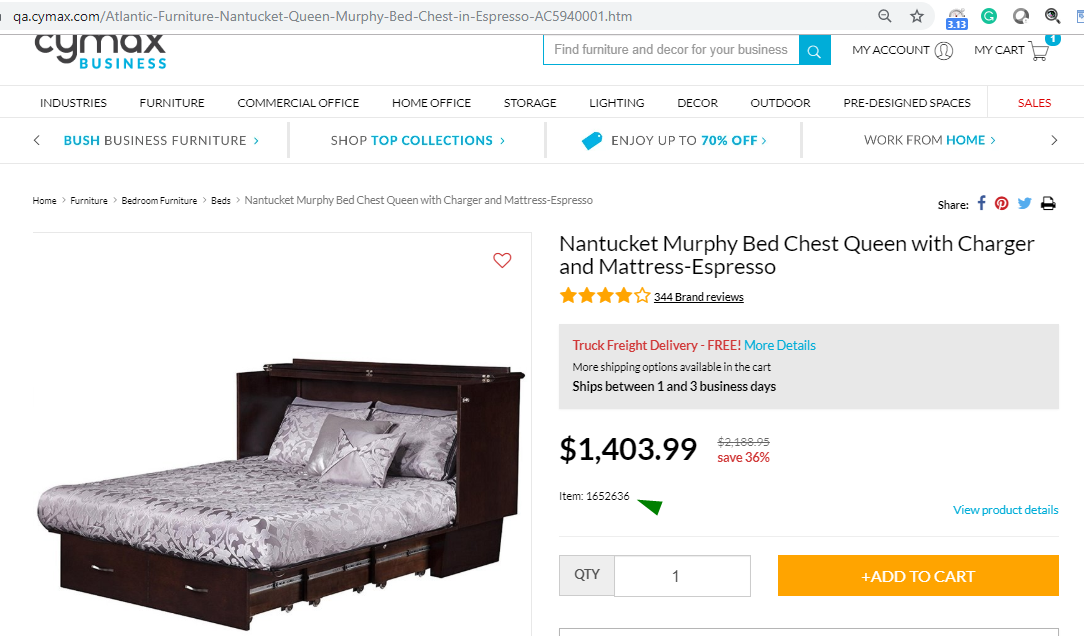 qa.cymax.com/Atlantic-Furniture-Nantucket-Queen-Murphy-Bed-Chest-in-Espresso-AC5940001.htm
3.13
cymax
BUSINESS
Find furniture and decor for your business
MY ACCOUNT
MY CART
1
INDUSTRIES FURNITURE COMMERCIAL OFFICE HOME OFFICE STORAGE LIGHTING DECOR OUTDOOR PRE-DESIGNED SPACES SALES
BUSH BUSINESS FURNITURE > SHOP TOP COLLECTIONS > ENJOY UP TO 70% OFF > WORK FROM HOME >
Home > Furniture > Bedroom Furniture > Beds > Nantucket Murphy Bed Chest Queen with Charger and Mattress-Espresso
Share:
Nantucket Murphy Bed Chest Queen with Charger
and Mattress-Espresso
344 Brand reviews
Truck Freight Delivery - FREE! More Details
More shipping options available in the cart
Ships between 1 and 3 business days
$1,403.99 $2,188.95
save 36%
Item: 1652636
View product details
QTY 1 +ADD TO CART